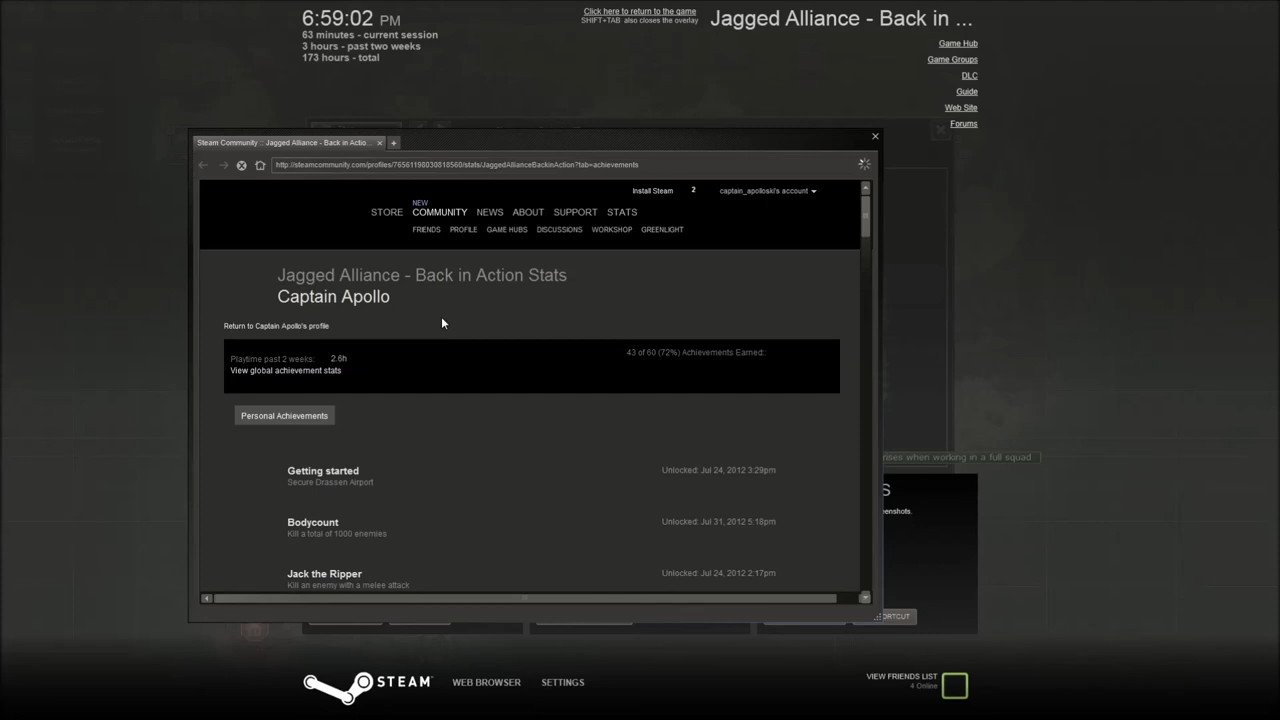 6:59:02 PM
63 minutes - current session
3 hours - past two weeks
173 hours - total
Click here to return to the game
SHIFT+TAB also closes the overlay
Jagged Alliance - Back in ...
Game Hub
Game Groups
DLC
Guide
Web Site
Forums
Steam Community :: Jagged Alliance - Back in Actio...
http://steamcommunity.com/profiles/76561198030818560/stats/JaggedAllianceBackinAction?tab=achievements
Install Steam 2 captain_apolloski's account
NEW
STORE COMMUNITY NEWS ABOUT SUPPORT STATS
FRIENDS PROFILE GAME HUBS DISCUSSIONS WORKSHOP GREENLIGHT
Jagged Alliance - Back in Action Stats
Captain Apollo
Return to Captain Apollo's profile
Playtime past 2 weeks: 2.6h
View global achievement stats
43 of 60 (72%) Achievements Earned:
Personal Achievements
Getting started
Secure Drassen Airport
Unlocked: Jul 24, 2012 3:29pm
Bodycount
Kill a total of 1000 enemies
Unlocked: Jul 31, 2012 5:18pm
Jack the Ripper
Kill an enemy with a melee attack
Unlocked: Jul 24, 2012 2:17pm
when working in a full squad
STEAM
WEB BROWSER
SETTINGS
VIEW FRIENDS LIST
4 Online